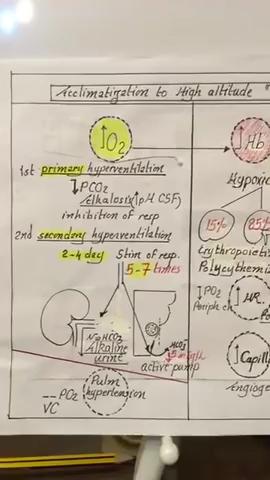 Acclimatization to High altitude
↑O₂
↑Hb
1st primary hyperventilation
↓PCO₂
Alkalosis(↑pH CSF)
inhibition of resp
2nd secondary hyperventilation
2-4 day Stim of resp.
5-7 times
NaHCO₃
Alkaline
urine
HCO₃
active pump
Pulm
hypertension
-- PO₂
VC
Hypoxi
15% 85%
Erythropoieti
Polycythemi
↓PO₂
Periph ch
↑HR
↑Capill
Angiog